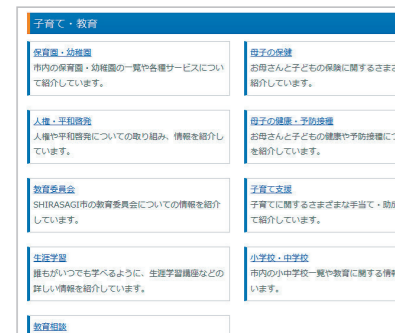 子育て・教育
保育園・幼稚園
市内の保育園・幼稚園の一覧や各種サービスについ
て紹介しています。
母子の保健
お母さんと子どもの保険に関するさまざ
紹介しています。
人権・平和啓発
人権や平和啓発についての取り組み、情報を紹介し
ています。
母子の健康・予防接種
お母さんと子どもの健康や予防接種につ
を紹介しています。
教育委員会
SHIRASAGI市の教育委員会についての情報を紹介
しています。
子育て支援
子育てに関するさまざまな手当て・助成
て紹介しています。
生涯学習
誰もがいつでも学べるように、生涯学習講座などの
詳しい情報を紹介しています。
小学校・中学校
市内の小中学校一覧や教育に関する情報
います。
教育相談